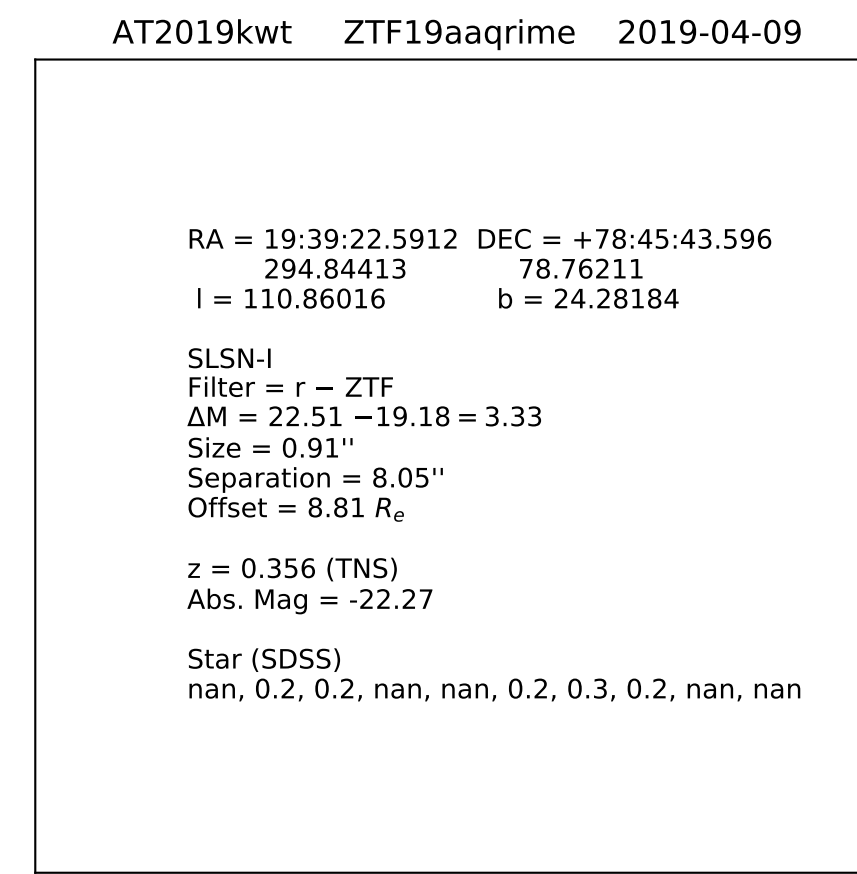 AT2019kwt ZTF19aaqrime 2019-04-09
RA = 19:39:22.5912 DEC = +78:45:43.596
294.84413 78.76211
l = 110.86016 b = 24.28184
SLSN-I
Filter = r − ZTF
ΔM = 22.51 −19.18 = 3.33
Size = 0.91''
Separation = 8.05''
Offset = 8.81 Rₑ
z = 0.356 (TNS)
Abs. Mag = -22.27
Star (SDSS)
nan, 0.2, 0.2, nan, nan, 0.2, 0.3, 0.2, nan, nan